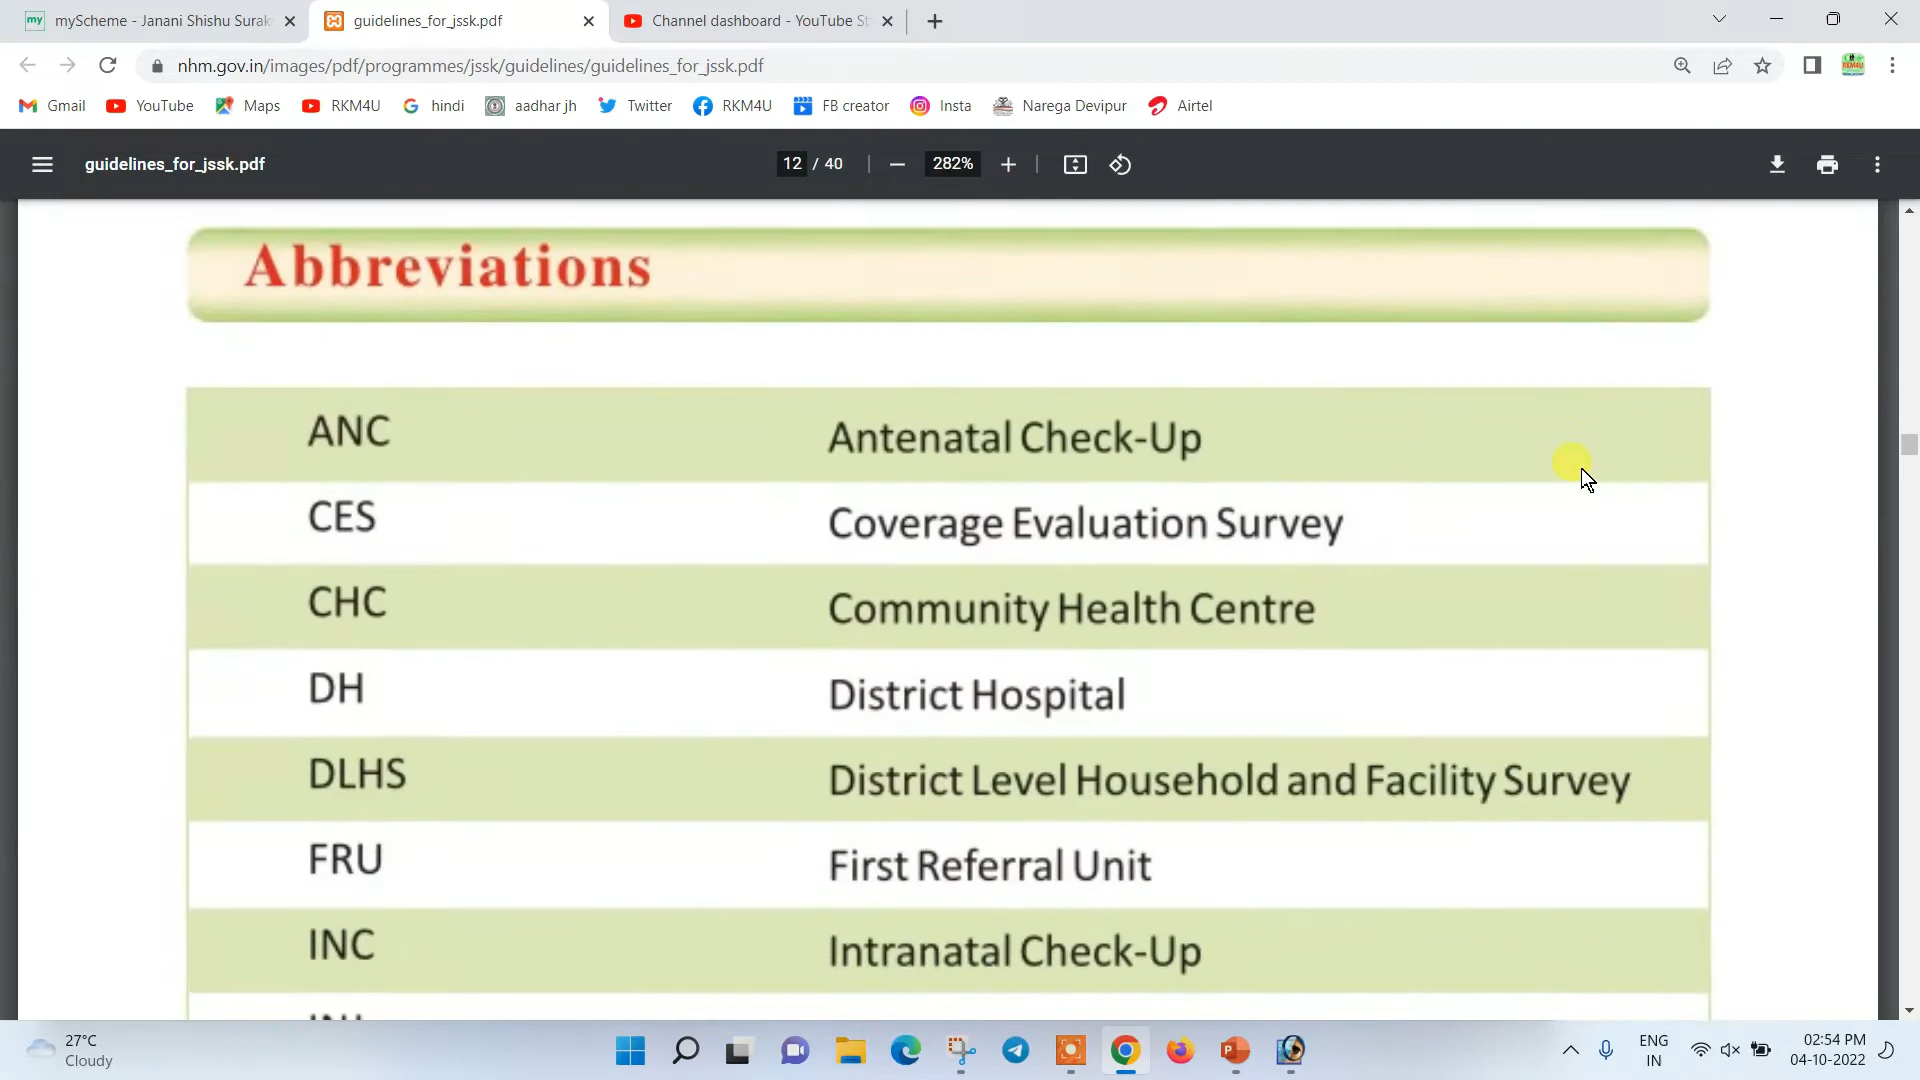 myScheme - Janani Shishu Surak
guidelines_for_jssk.pdf
Channel dashboard - YouTube St
nhm.gov.in/images/pdf/programmes/jssk/guidelines/guidelines_for_jssk.pdf
Gmail YouTube Maps RKM4U hindi aadhar jh Twitter RKM4U FB creator Insta Narega Devipur Airtel
guidelines_for_jssk.pdf 12 / 40 282%
Abbreviations
ANC Antenatal Check-Up
CES Coverage Evaluation Survey
CHC Community Health Centre
DH District Hospital
DLHS District Level Household and Facility Survey
FRU First Referral Unit
INC Intranatal Check-Up
27°C
Cloudy
ENG
IN
02:54 PM
04-10-2022